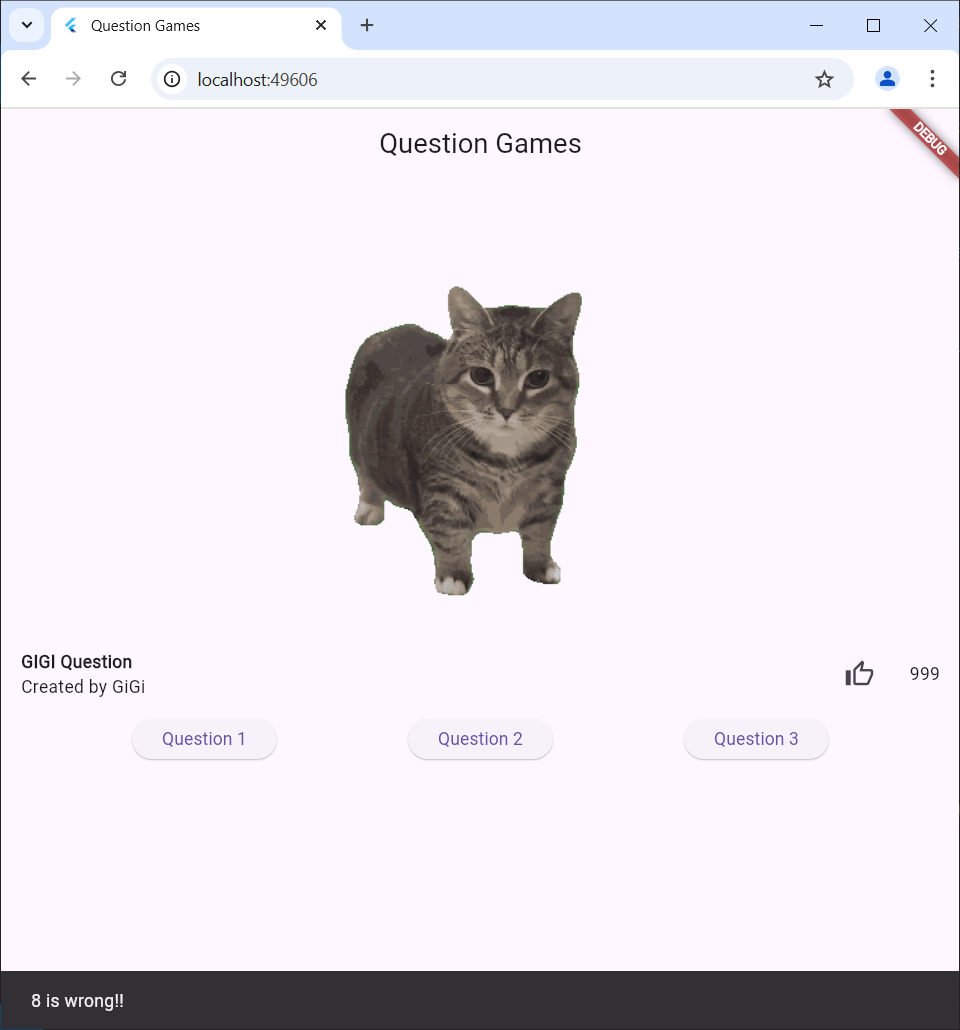 Question Games
localhost:49606
Question Games
DEBUG
GIGI Question
Created by GiGi
999
Question 1
Question 2
Question 3
8 is wrong!!